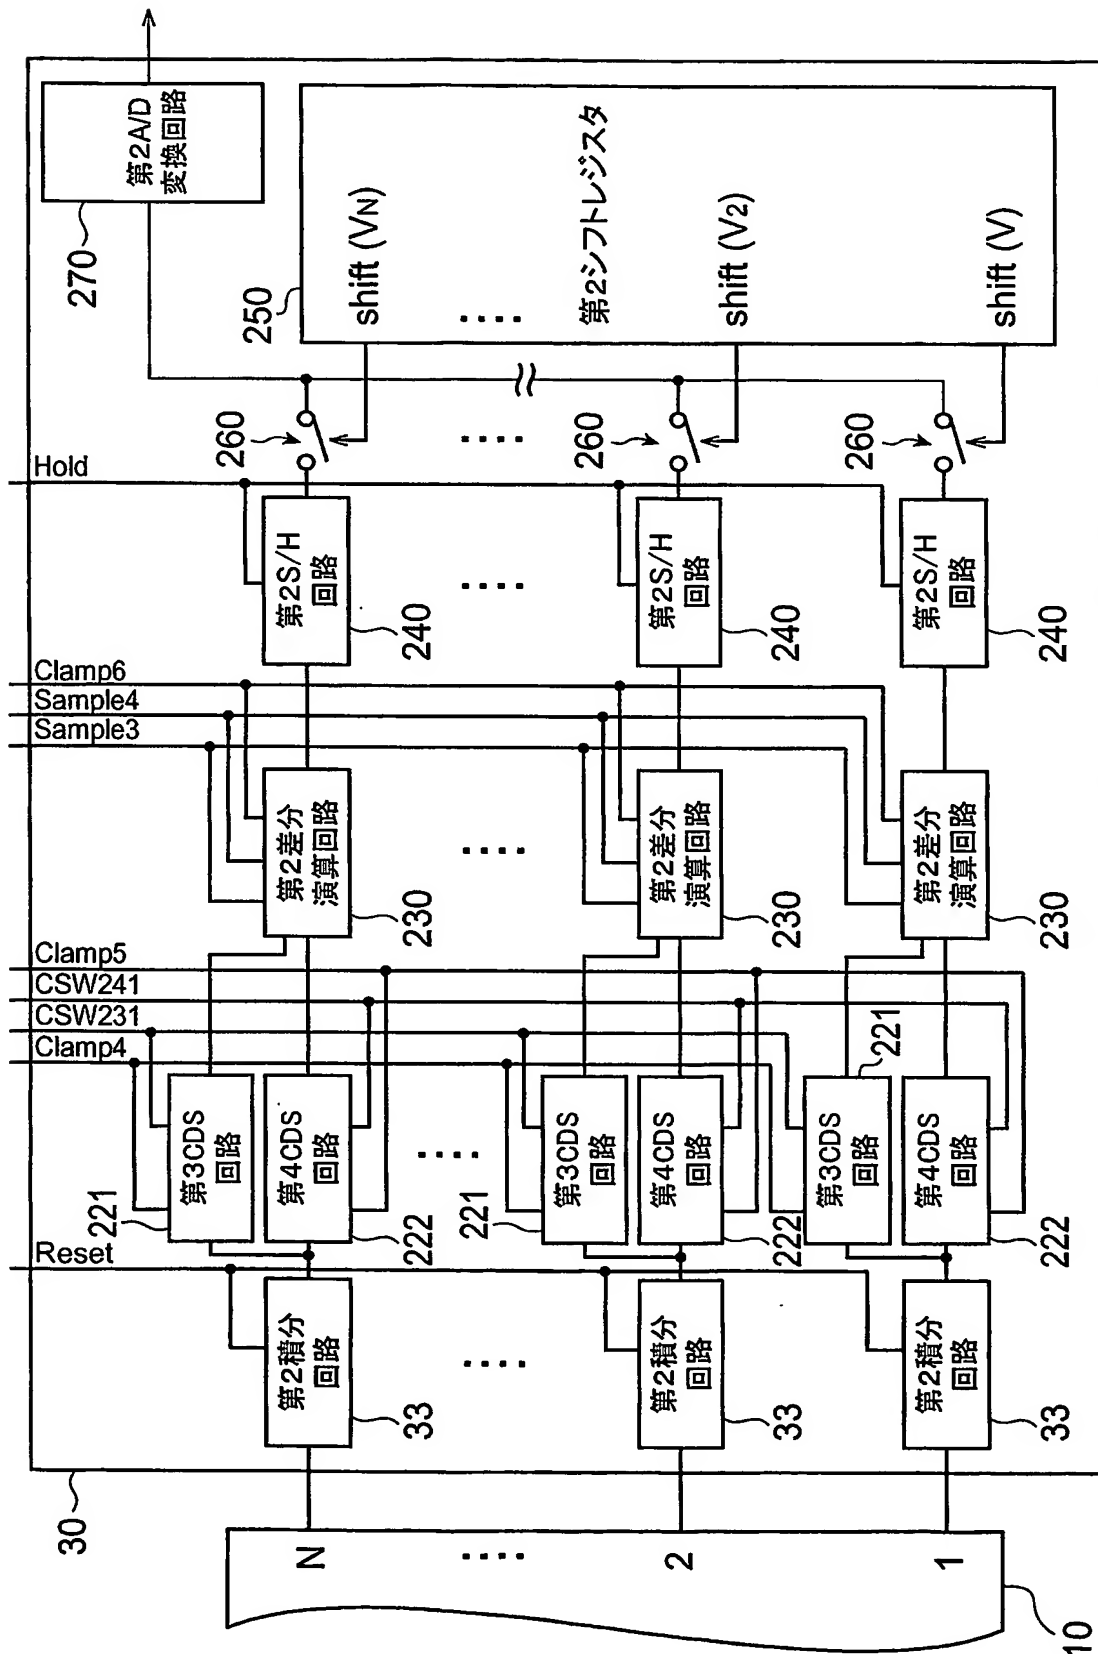 10
1
2
....
N
30
第2積分
回路
33
第2積分
回路
33
....
第2積分
回路
33
Reset
第3CDS
回路
221
第4CDS
回路
222
第3CDS
回路
221
第4CDS
回路
222
....
第3CDS
回路
221
第4CDS
回路
222
Clamp4
CSW231
CSW241
Clamp5
第2差分
演算回路
230
第2差分
演算回路
230
....
第2差分
演算回路
230
Sample3
Sample4
Clamp6
第2S/H
回路
240
第2S/H
回路
240
....
第2S/H
回路
240
Hold
260
260
....
260
250
shift (VN)
....
第2シフトレジスタ
shift (V2)
shift (V)
270
第2A/D
変換回路